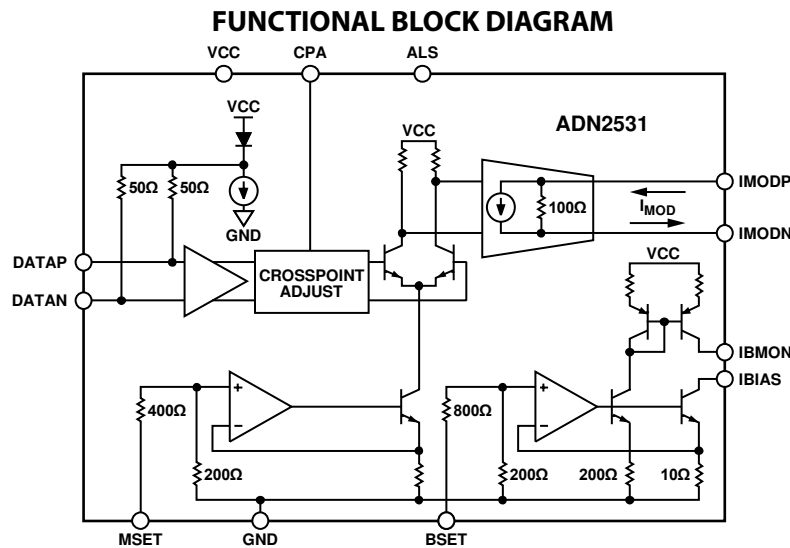 FUNCTIONAL BLOCK DIAGRAM
VCC CPA ALS
VCC
VCC
ADN2531
50Ω 50Ω
GND
100Ω
IMOD
IMODP
IMODN
DATAP
DATAN
CROSSPOINT
ADJUST
VCC
IBMON
IBIAS
400Ω
+
−
200Ω
800Ω
+
−
200Ω
200Ω
10Ω
MSET GND BSET